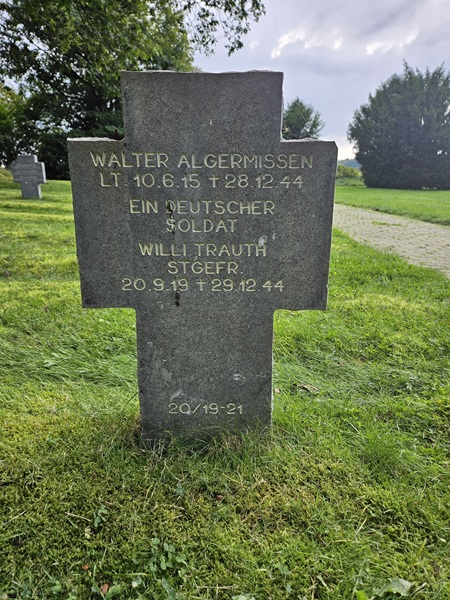 WALTER ALGERMISSEN
LT. 10.6.15 † 28.12.44
EIN DEUTSCHER
SOLDAT
WILLI TRAUTH
STGEFR.
20.9.19 † 29.12.44
20/19-21